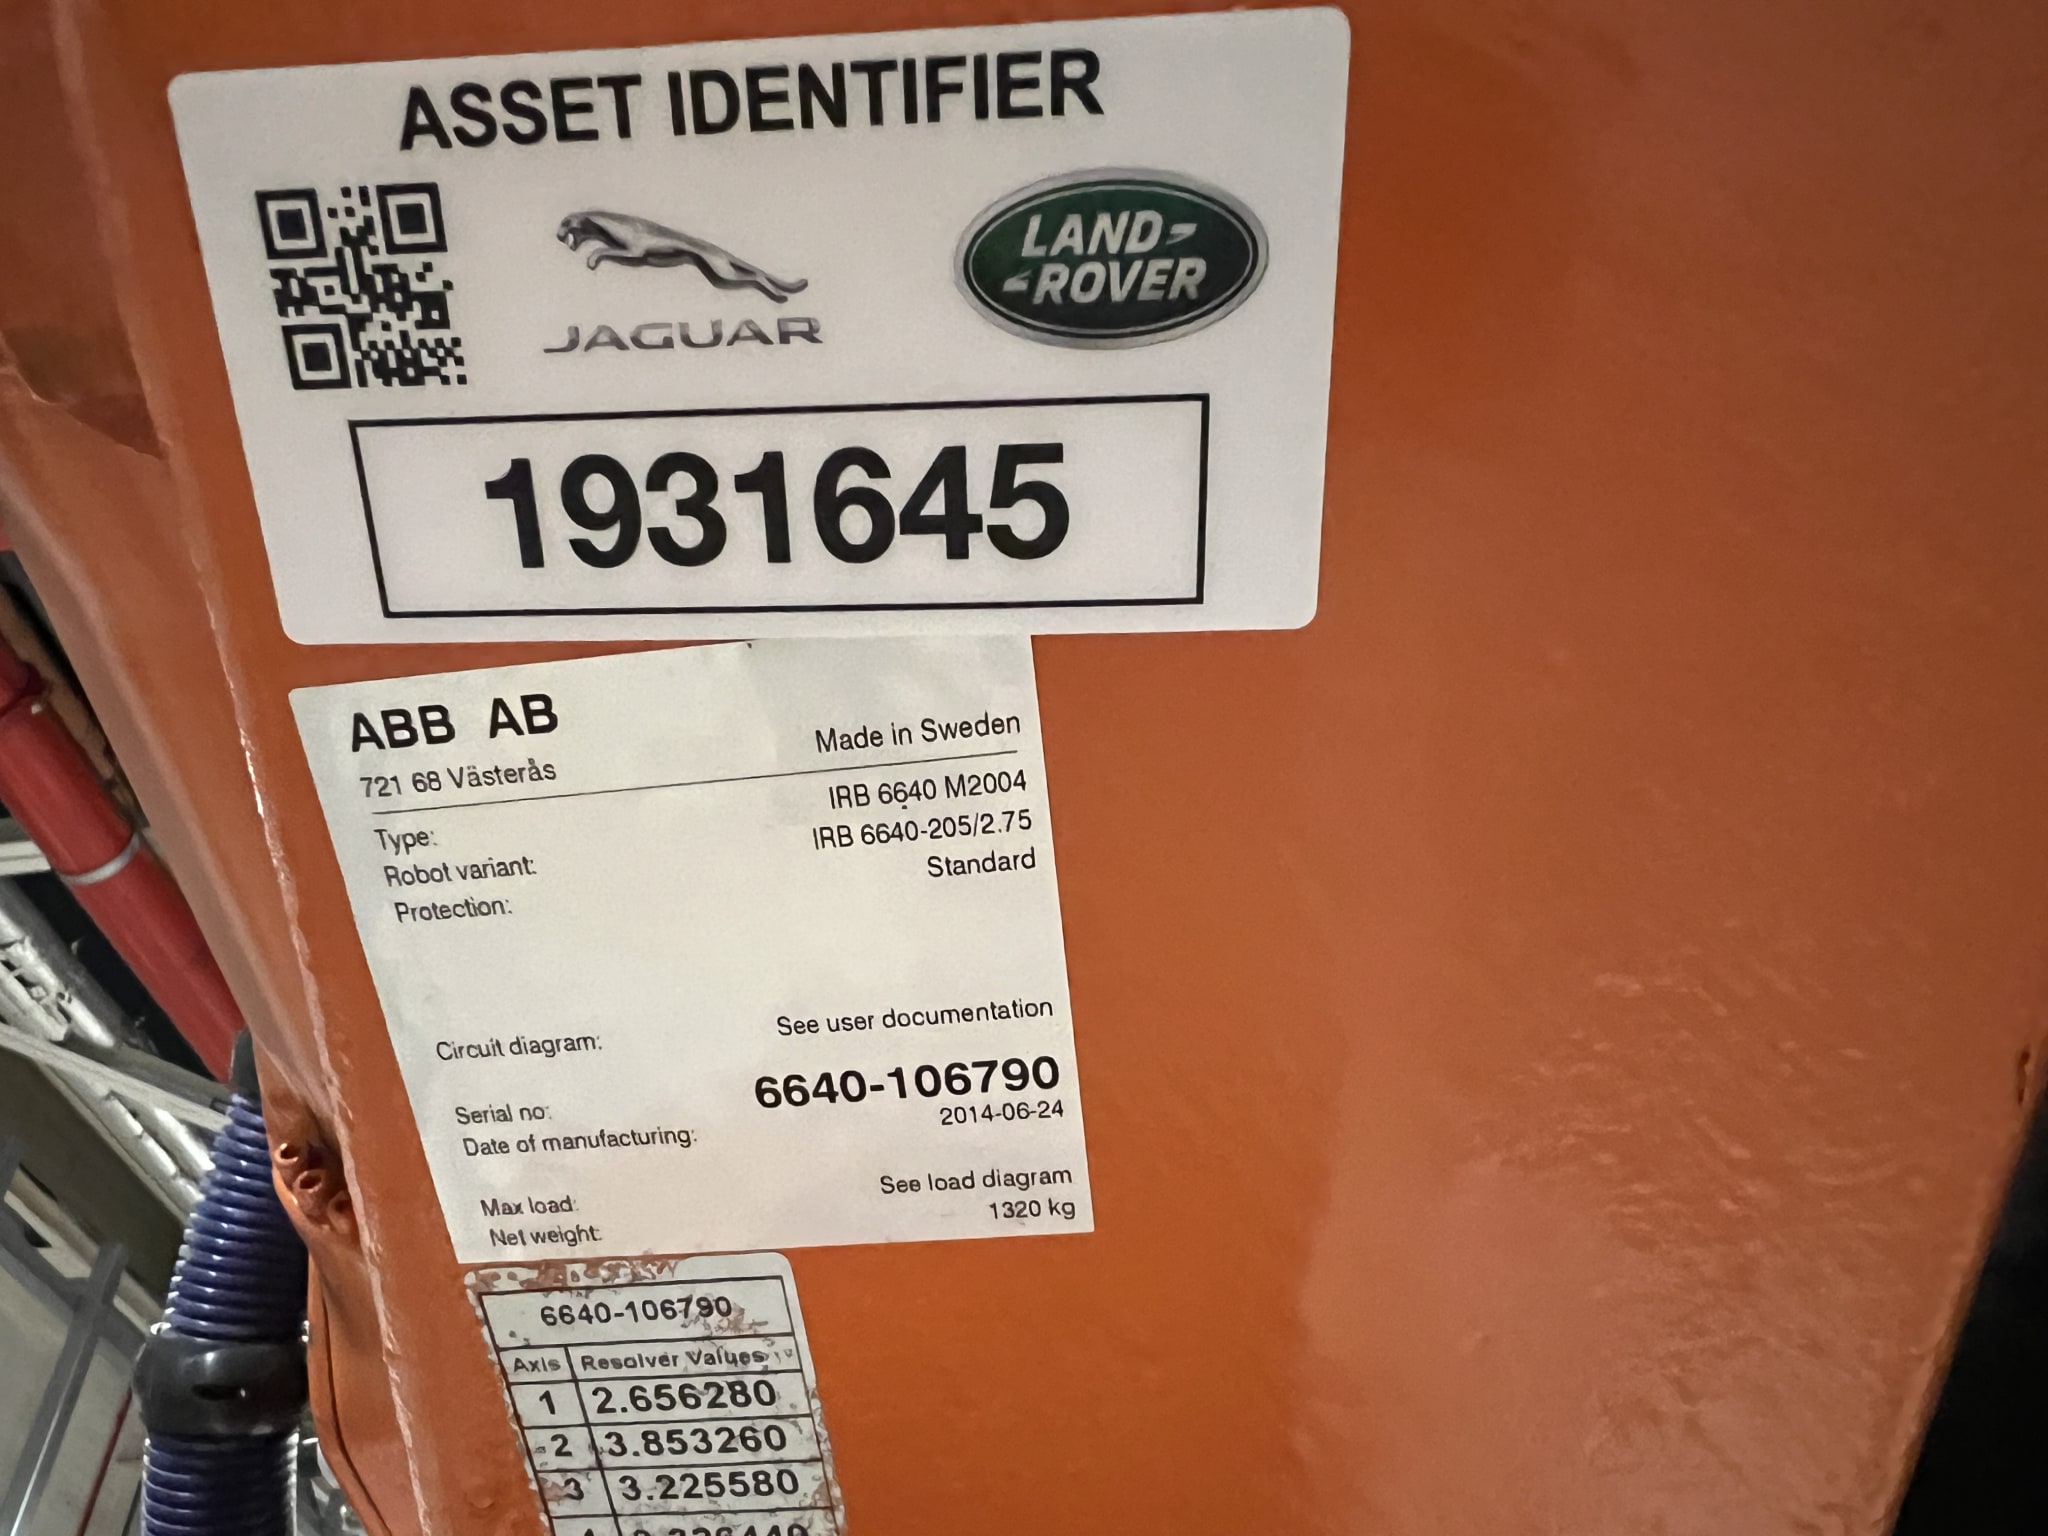 ASSET IDENTIFIER
JAGUAR
LAND-
-ROVER
1931645
ABB AB
721 68 Västerås
Made in Sweden
Type: IRB 6640 M2004
Robot variant: IRB 6640-205/2.75
Protection: Standard
Circuit diagram: See user documentation
Serial no: 6640-106790
Date of manufacturing: 2014-06-24
Max load: See load diagram
Net weight: 1320 kg
6640-106790
Axis Resolver Values
1 2.656280
2 3.853260
3 3.225580